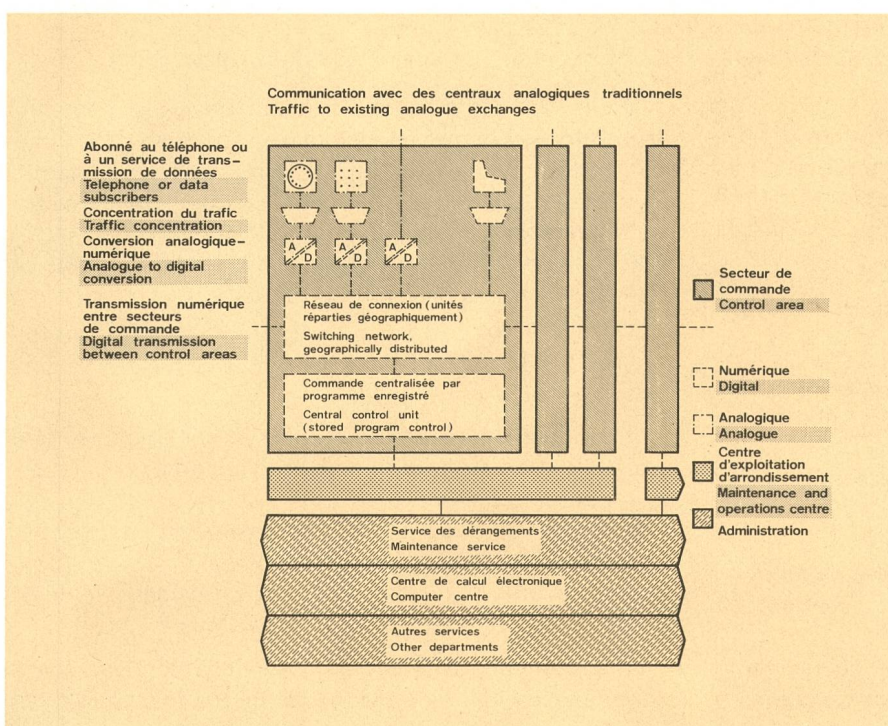 Communication avec des centraux analogiques traditionnels
Traffic to existing analogue exchanges
Abonné au téléphone ou
à un service de trans–
mission de données
Telephone or data
subscribers
Concentration du trafic
Traffic concentration
Conversion analogique–
numérique
Analogue to digital
conversion
Transmission numérique
entre secteurs
de commande
Digital transmission
between control areas
A D
A D
A D
Réseau de connexion (unités
réparties géographiquement)
Switching network,
geographically distributed
Commande centralisée par
programme enregistré
Central control unit
(stored program control)
Secteur de
commande
Control area
Numérique
Digital
Analogique
Analogue
Centre
d'exploitation
d'arrondissement
Maintenance and
operations centre
Administration
Service des dérangements
Maintenance service
Centre de calcul électronique
Computer centre
Autres services
Other departments